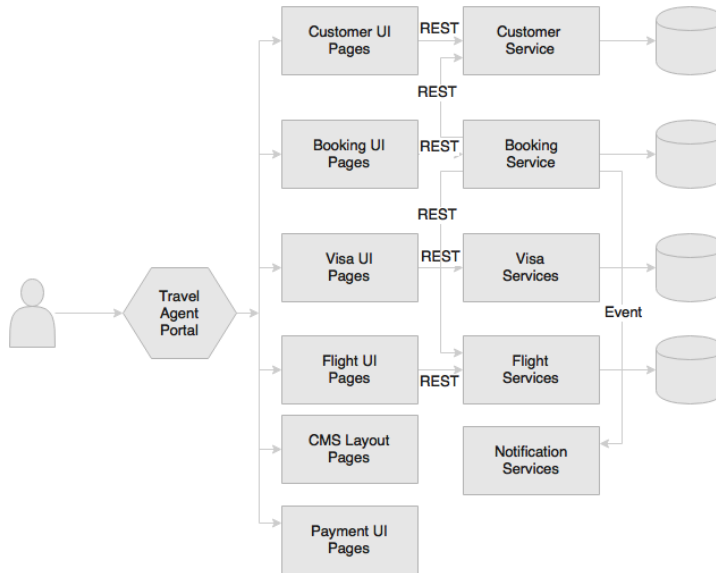 Customer UI
Pages
REST
Customer
Service
REST
Booking UI
Pages
REST
Booking
Service
REST
Visa UI
Pages
REST
Visa
Services
Travel
Agent
Portal
Event
Flight UI
Pages
REST
Flight
Services
CMS Layout
Pages
Notification
Services
Payment UI
Pages